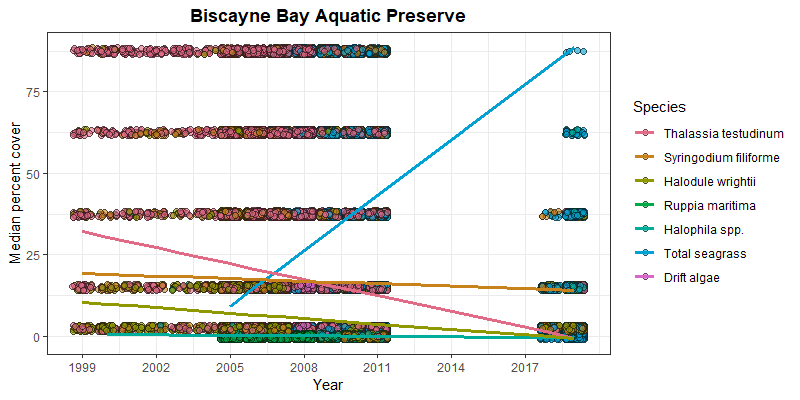 Biscayne Bay Aquatic Preserve
Median percent cover
75
50
25
0
1999 2002 2005 2008 2011 2014 2017
Year
Species
Thalassia testudinum
Syringodium filiforme
Halodule wrightii
Ruppia maritima
Halophila spp.
Total seagrass
Drift algae